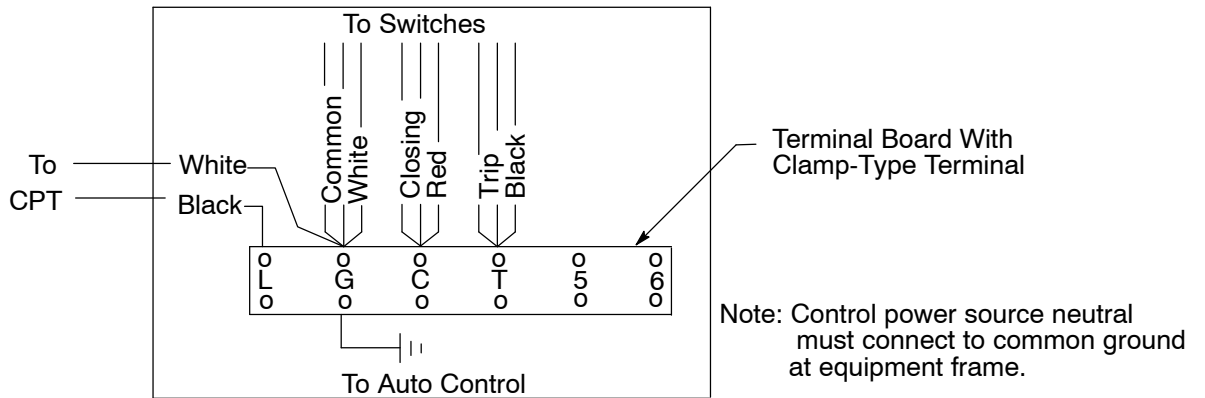 To Switches
Common
White
Closing
Red
Trip
Black
Terminal Board With
Clamp-Type Terminal
To
CPT
White
Black
o o o o o o
L G C T 5 6
o o o o o o
Note: Control power source neutral
must connect to common ground
at equipment frame.
To Auto Control